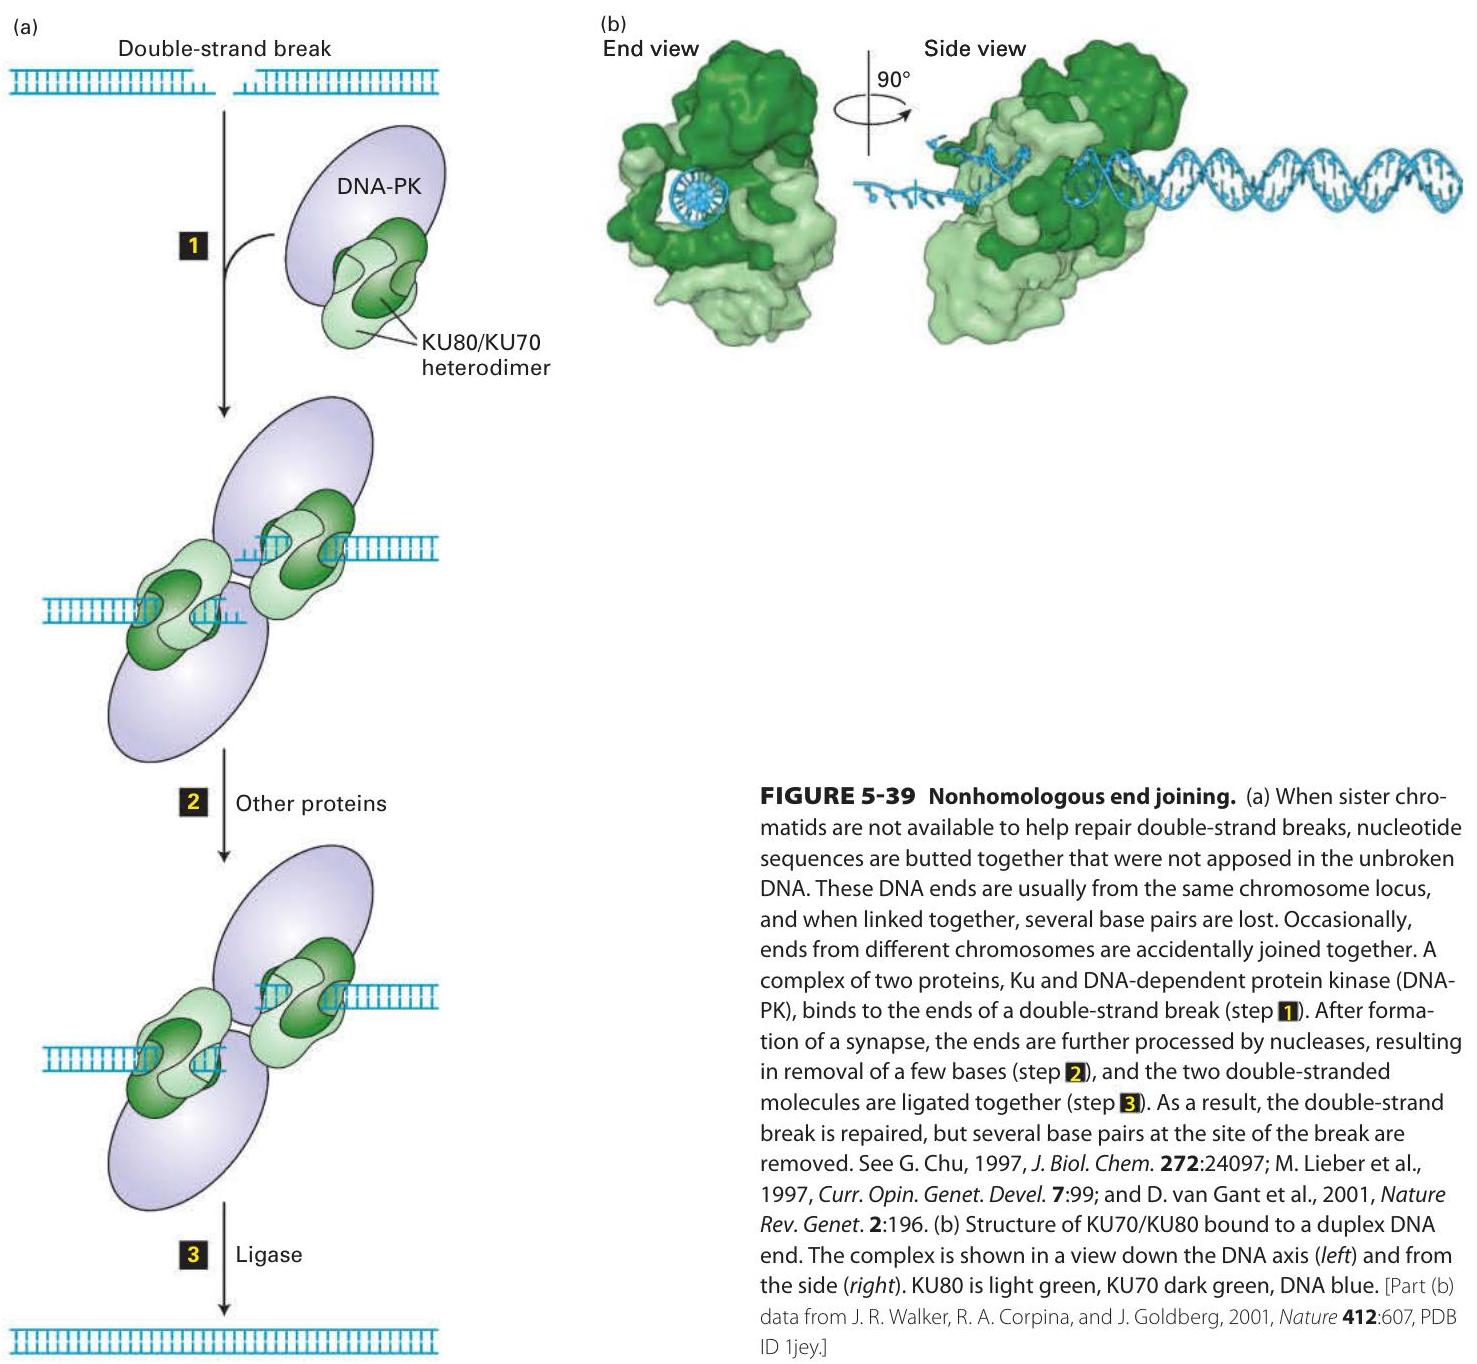 (a)
Double-strand break
DNA-PK
1
KU80/KU70
heterodimer
2
Other proteins
3
Ligase
(b)
End view
90°
Side view
FIGURE 5-39 Nonhomologous end joining. (a) When sister chro-
matids are not available to help repair double-strand breaks, nucleotide
sequences are butted together that were not apposed in the unbroken
DNA. These DNA ends are usually from the same chromosome locus,
and when linked together, several base pairs are lost. Occasionally,
ends from different chromosomes are accidentally joined together. A
complex of two proteins, Ku and DNA-dependent protein kinase (DNA-
PK), binds to the ends of a double-strand break (step 1). After forma-
tion of a synapse, the ends are further processed by nucleases, resulting
in removal of a few bases (step 2), and the two double-stranded
molecules are ligated together (step 3). As a result, the double-strand
break is repaired, but several base pairs at the site of the break are
removed. See G. Chu, 1997, J. Biol. Chem. 272:24097; M. Lieber et al.,
1997, Curr. Opin. Genet. Devel. 7:99; and D. van Gant et al., 2001, Nature
Rev. Genet. 2:196. (b) Structure of KU70/KU80 bound to a duplex DNA
end. The complex is shown in a view down the DNA axis (left) and from
the side (right). KU80 is light green, KU70 dark green, DNA blue. [Part (b)
data from J. R. Walker, R. A. Corpina, and J. Goldberg, 2001, Nature 412:607, PDB
ID 1jey.]